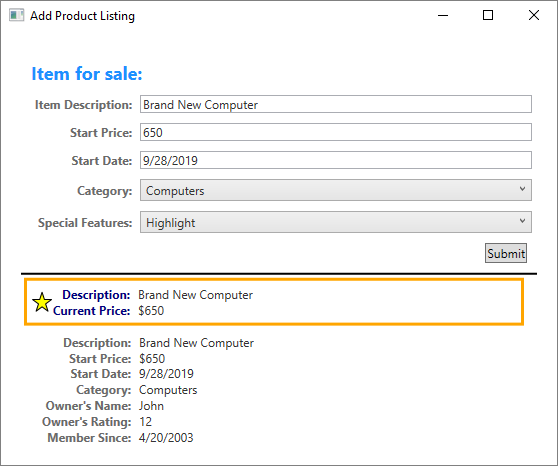 Add Product Listing
Item for sale:
Item Description: Brand New Computer
Start Price: 650
Start Date: 9/28/2019
Category: Computers
Special Features: Highlight
Submit
Description: Brand New Computer
Current Price: $650
Description: Brand New Computer
Start Price: $650
Start Date: 9/28/2019
Category: Computers
Owner's Name: John
Owner's Rating: 12
Member Since: 4/20/2003